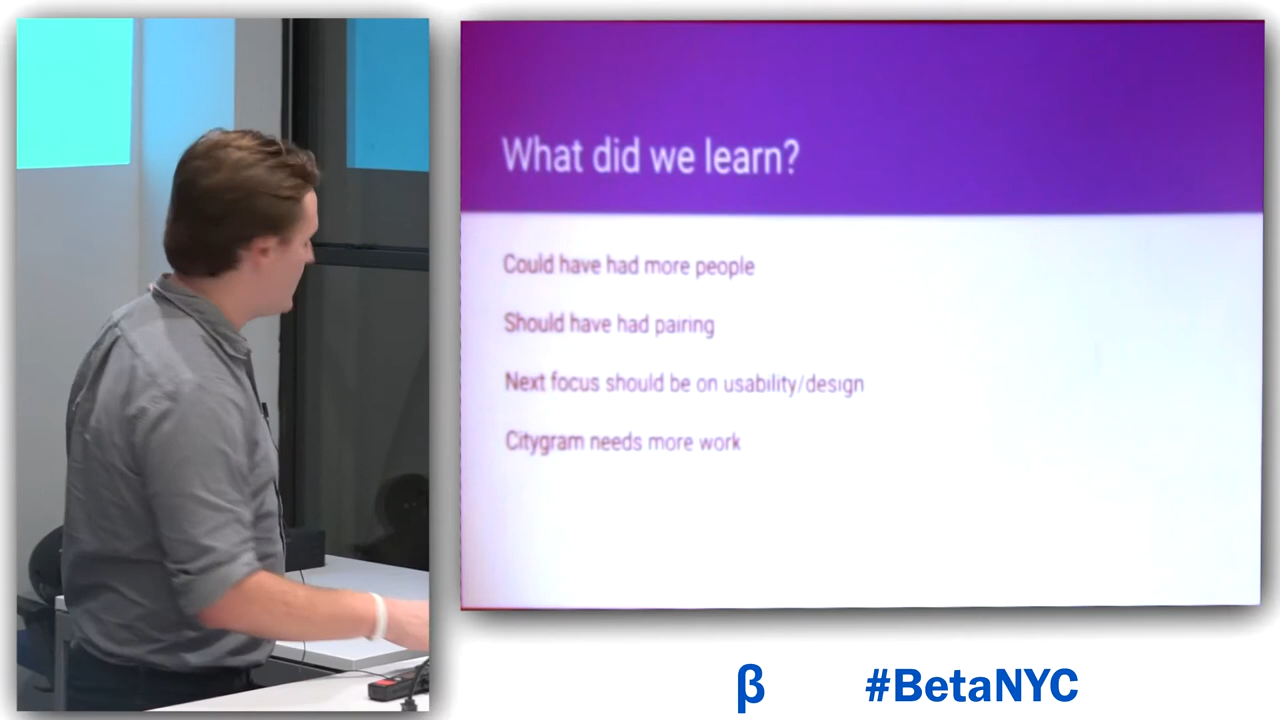 What did we learn?
Could have had more people
Should have had pairing
Next focus should be on usability/design
Citygram needs more work
β #BetaNYC